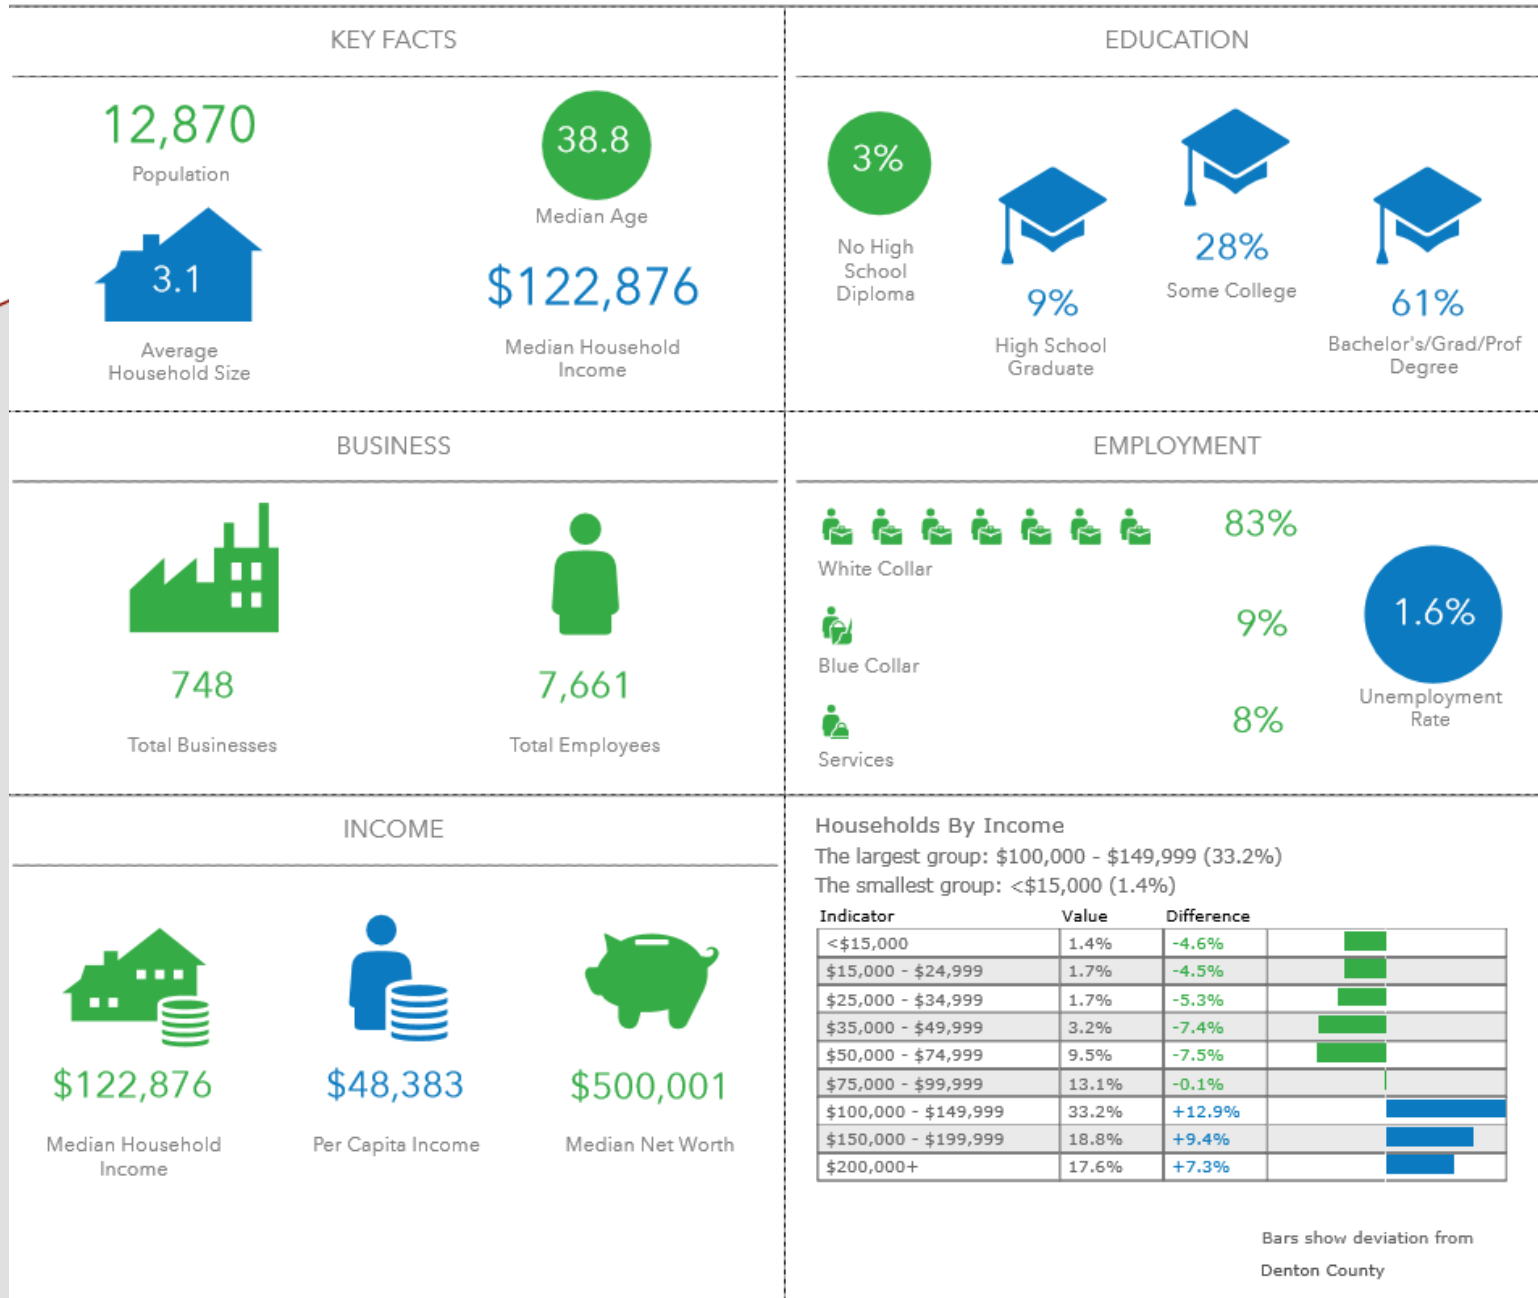 KEY FACTS
12,870
Population
38.8
Median Age
3.1
Average
Household Size
$122,876
Median Household
Income
EDUCATION
3%
No High
School
Diploma
9%
High School
Graduate
28%
Some College
61%
Bachelor's/Grad/Prof
Degree
BUSINESS
748
Total Businesses
7,661
Total Employees
EMPLOYMENT
83%
White Collar
9%
Blue Collar
8%
Services
1.6%
Unemployment
Rate
INCOME
$122,876
Median Household
Income
$48,383
Per Capita Income
$500,001
Median Net Worth
Households By Income
The largest group: $100,000 - $149,999 (33.2%)
The smallest group: <$15,000 (1.4%)
Indicator Value Difference
<$15,000 1.4% -4.6%
$15,000 - $24,999 1.7% -4.5%
$25,000 - $34,999 1.7% -5.3%
$35,000 - $49,999 3.2% -7.4%
$50,000 - $74,999 9.5% -7.5%
$75,000 - $99,999 13.1% -0.1%
$100,000 - $149,999 33.2% +12.9%
$150,000 - $199,999 18.8% +9.4%
$200,000+ 17.6% +7.3%
Bars show deviation from
Denton County